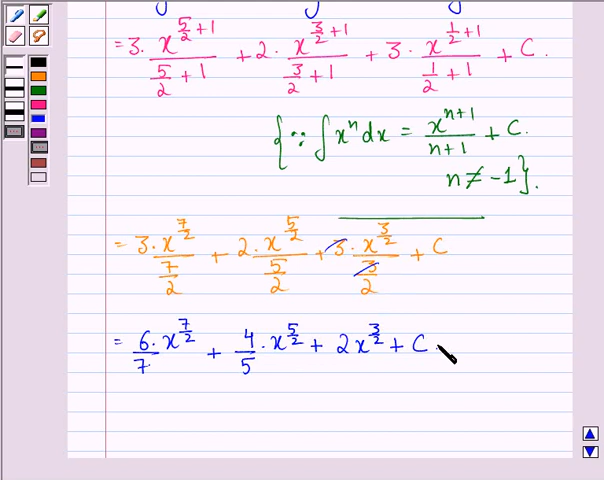 = 3 · x^(5/2 + 1) / (5/2 + 1) + 2 · x^(3/2 + 1) / (3/2 + 1) + 3 · x^(1/2 + 1) / (1/2 + 1) + C .
{ ∵ ∫ x^n dx = x^(n+1) / (n+1) + C .
n ≠ -1 } .
= 3 · x^(7/2) / (7/2) + 2 · x^(5/2) / (5/2) + 3 · x^(3/2) / (3/2) + C
= 6/7 · x^(7/2) + 4/5 · x^(5/2) + 2x^(3/2) + C .